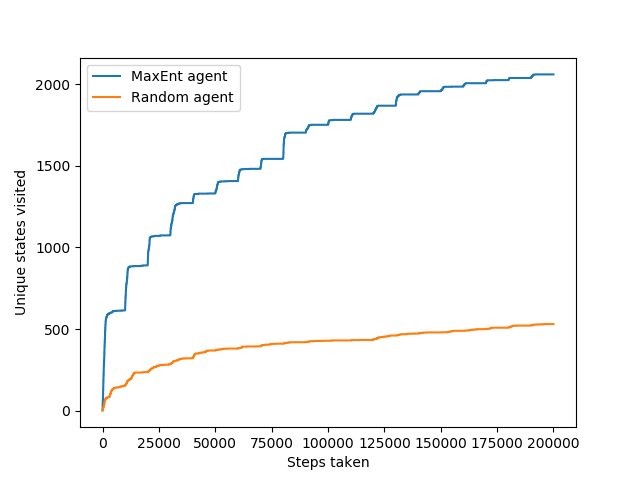 MaxEnt agent
Random agent
Unique states visited
2000
1500
1000
500
0
0 25000 50000 75000 100000 125000 150000 175000 200000
Steps taken